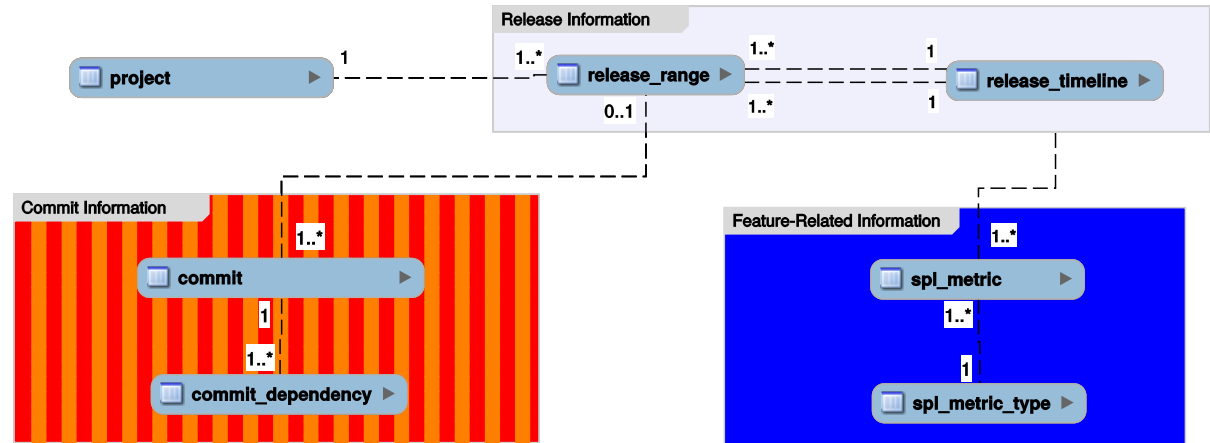 Release Information
project
1
1..*
release_range
1..*
1
1..*
1
release_timeline
0..1
Commit Information
1..*
commit
1
1..*
commit_dependency
Feature-Related Information
1..*
spl_metric
1..*
1
spl_metric_type